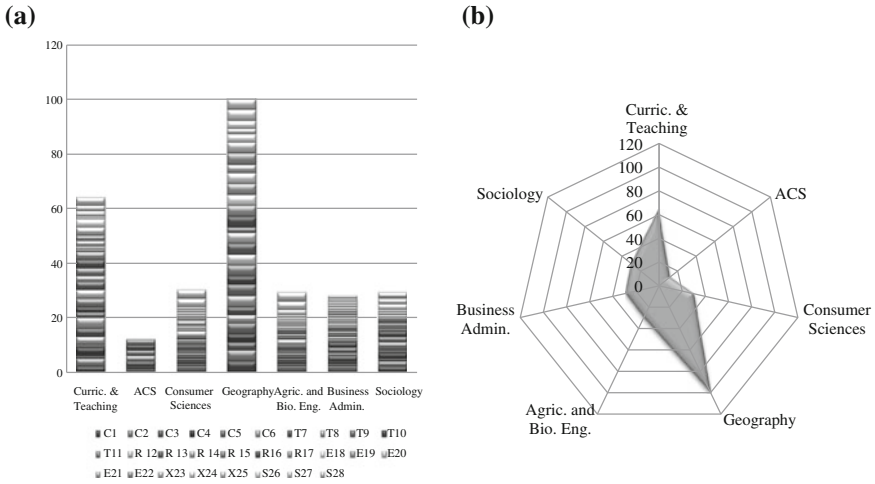 (a)
120
100
80
60
40
20
0
Curric. &
Teaching
ACS
Consumer
Sciences
Geography
Agric. and
Bio. Eng.
Business
Admin.
Sociology
C1 C2 C3 C4 C5 C6 T7 T8 T9 T10
T11 R 12 R 13 R 14 R 15 R16 R17 E18 E19 E20
E21 E22 X23 X24 X25 S26 S27 S28
(b)
Curric. &
Teaching
120
100
80
60
40
20
0
ACS
Consumer
Sciences
Geography
Agric. and
Bio. Eng.
Business
Admin.
Sociology